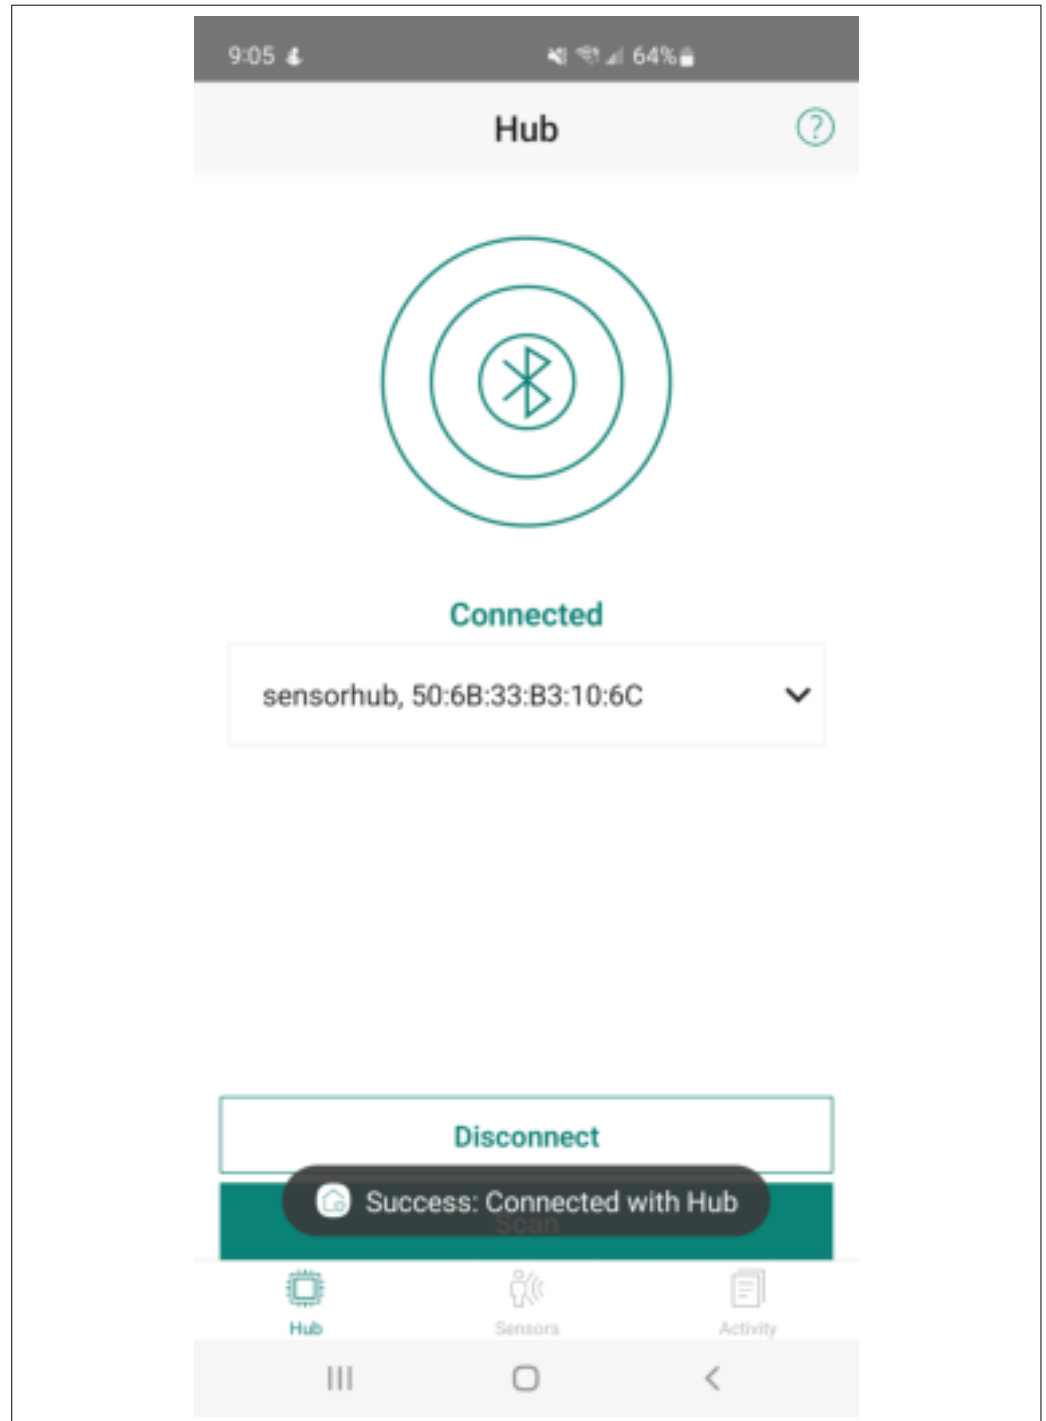 9:05 64%
Hub ?
Connected
sensorhub, 50:6B:33:B3:10:6C
Disconnect
Success: Connected with Hub
Scan
Hub Sensors Activity